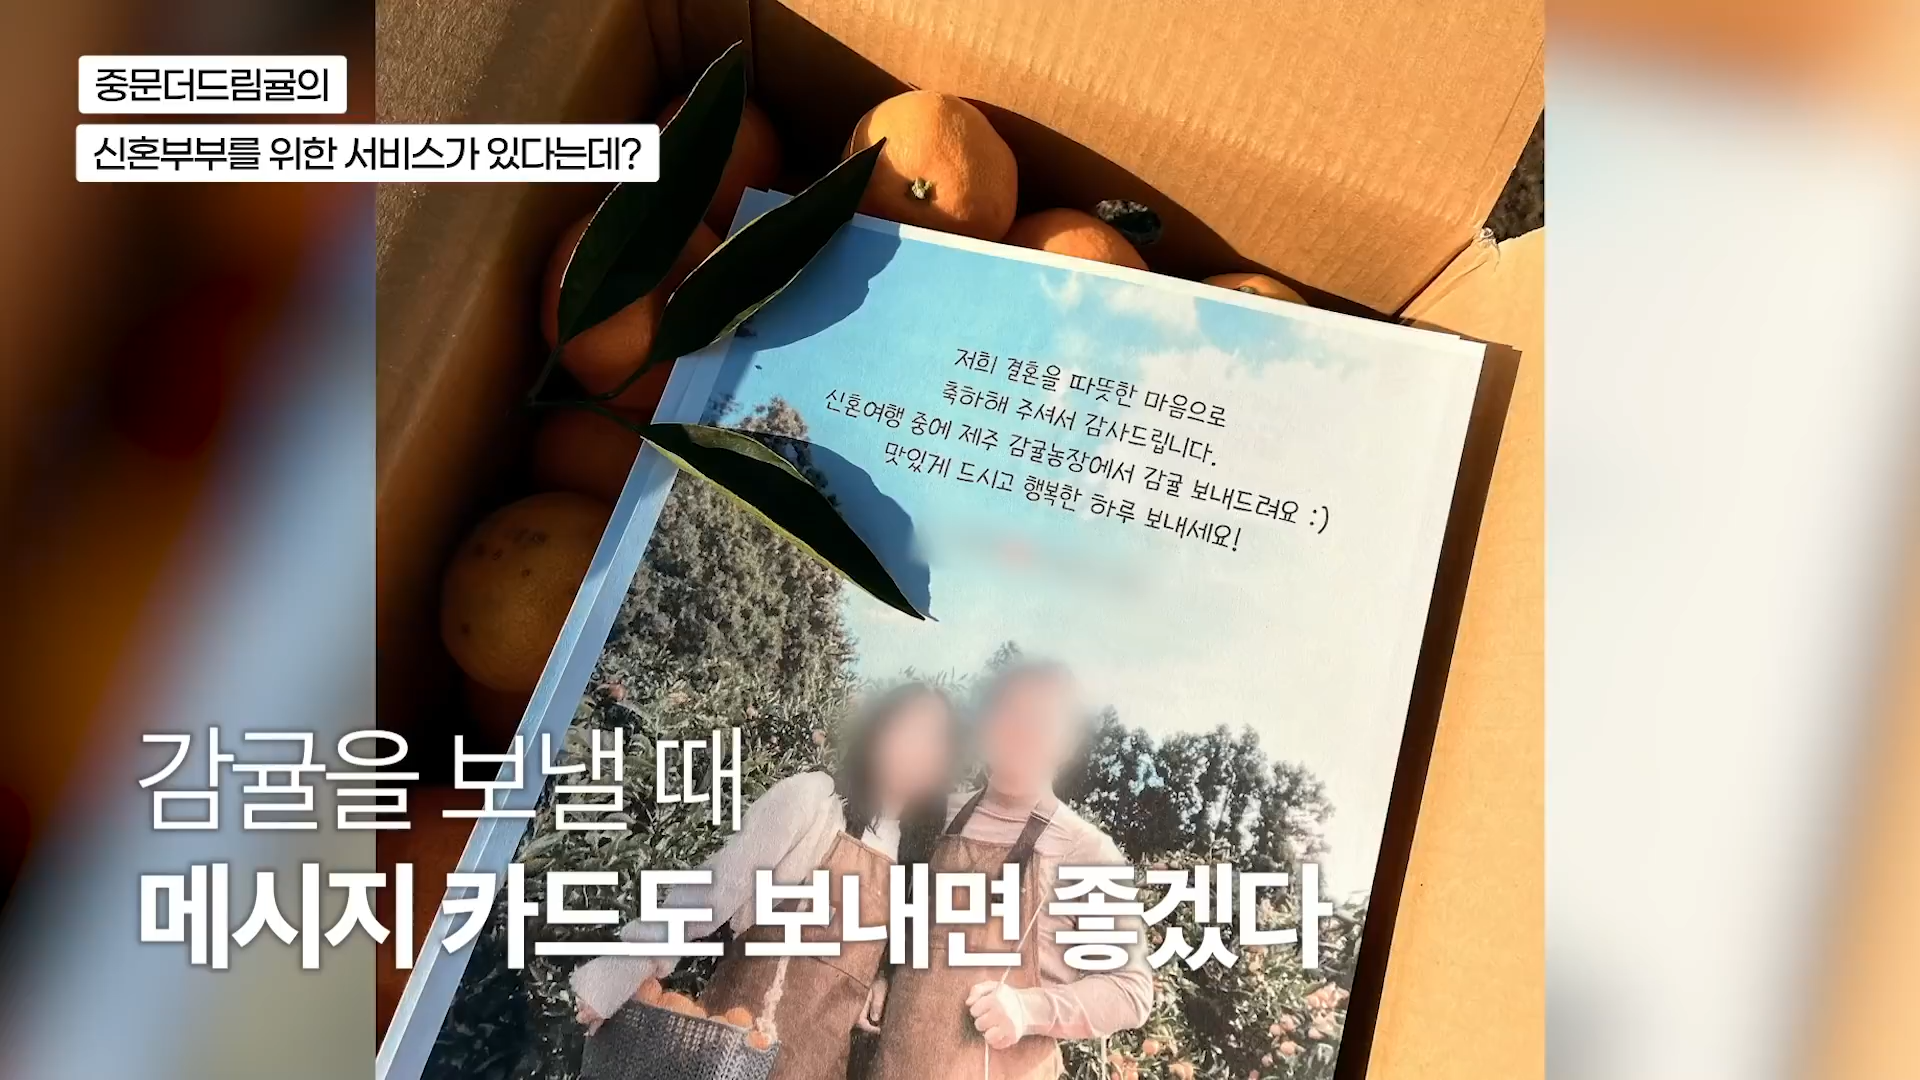 중문더드림귤의
신혼부부를 위한 서비스가 있다는데?
저희 결혼을 따뜻한 마음으로
축하해 주셔서 감사드립니다.
신혼여행 중에 제주 감귤농장에서 감귤 보내드려요 :)
맛있게 드시고 행복한 하루 보내세요!
감귤을 보낼 때
메시지 카드도 보내면 좋겠다